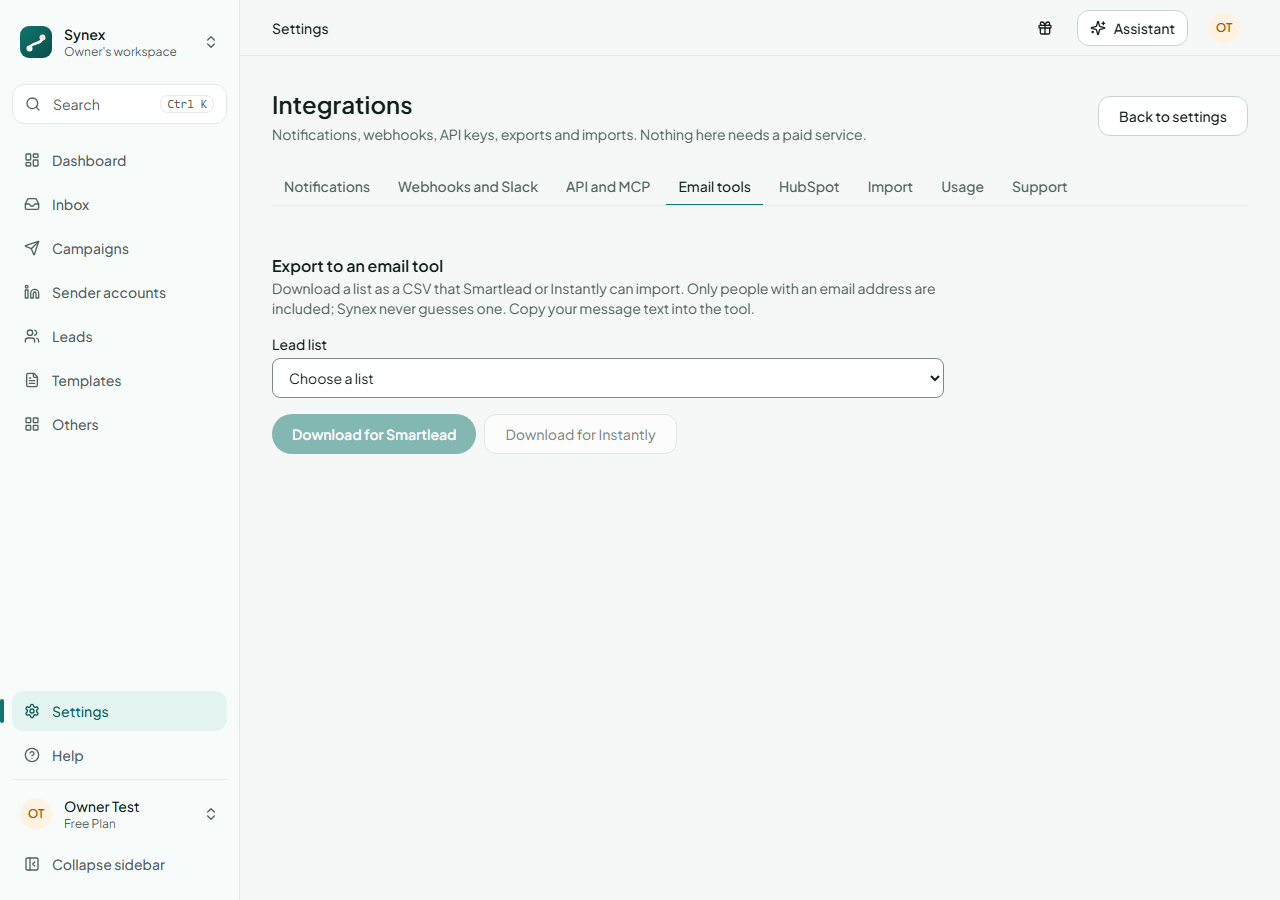 Synex
Owner's workspace
Search
Ctrl K
Dashboard
Inbox
Campaigns
Sender accounts
Leads
Templates
Others
Settings
Help
OT
Owner Test
Free Plan
Collapse sidebar
Settings
Assistant
OT
Integrations
Notifications, webhooks, API keys, exports and imports. Nothing here needs a paid service.
Back to settings
Notifications
Webhooks and Slack
API and MCP
Email tools
HubSpot
Import
Usage
Support
Export to an email tool
Download a list as a CSV that Smartlead or Instantly can import. Only people with an email address are
included; Synex never guesses one. Copy your message text into the tool.
Lead list
Choose a list
Download for Smartlead
Download for Instantly